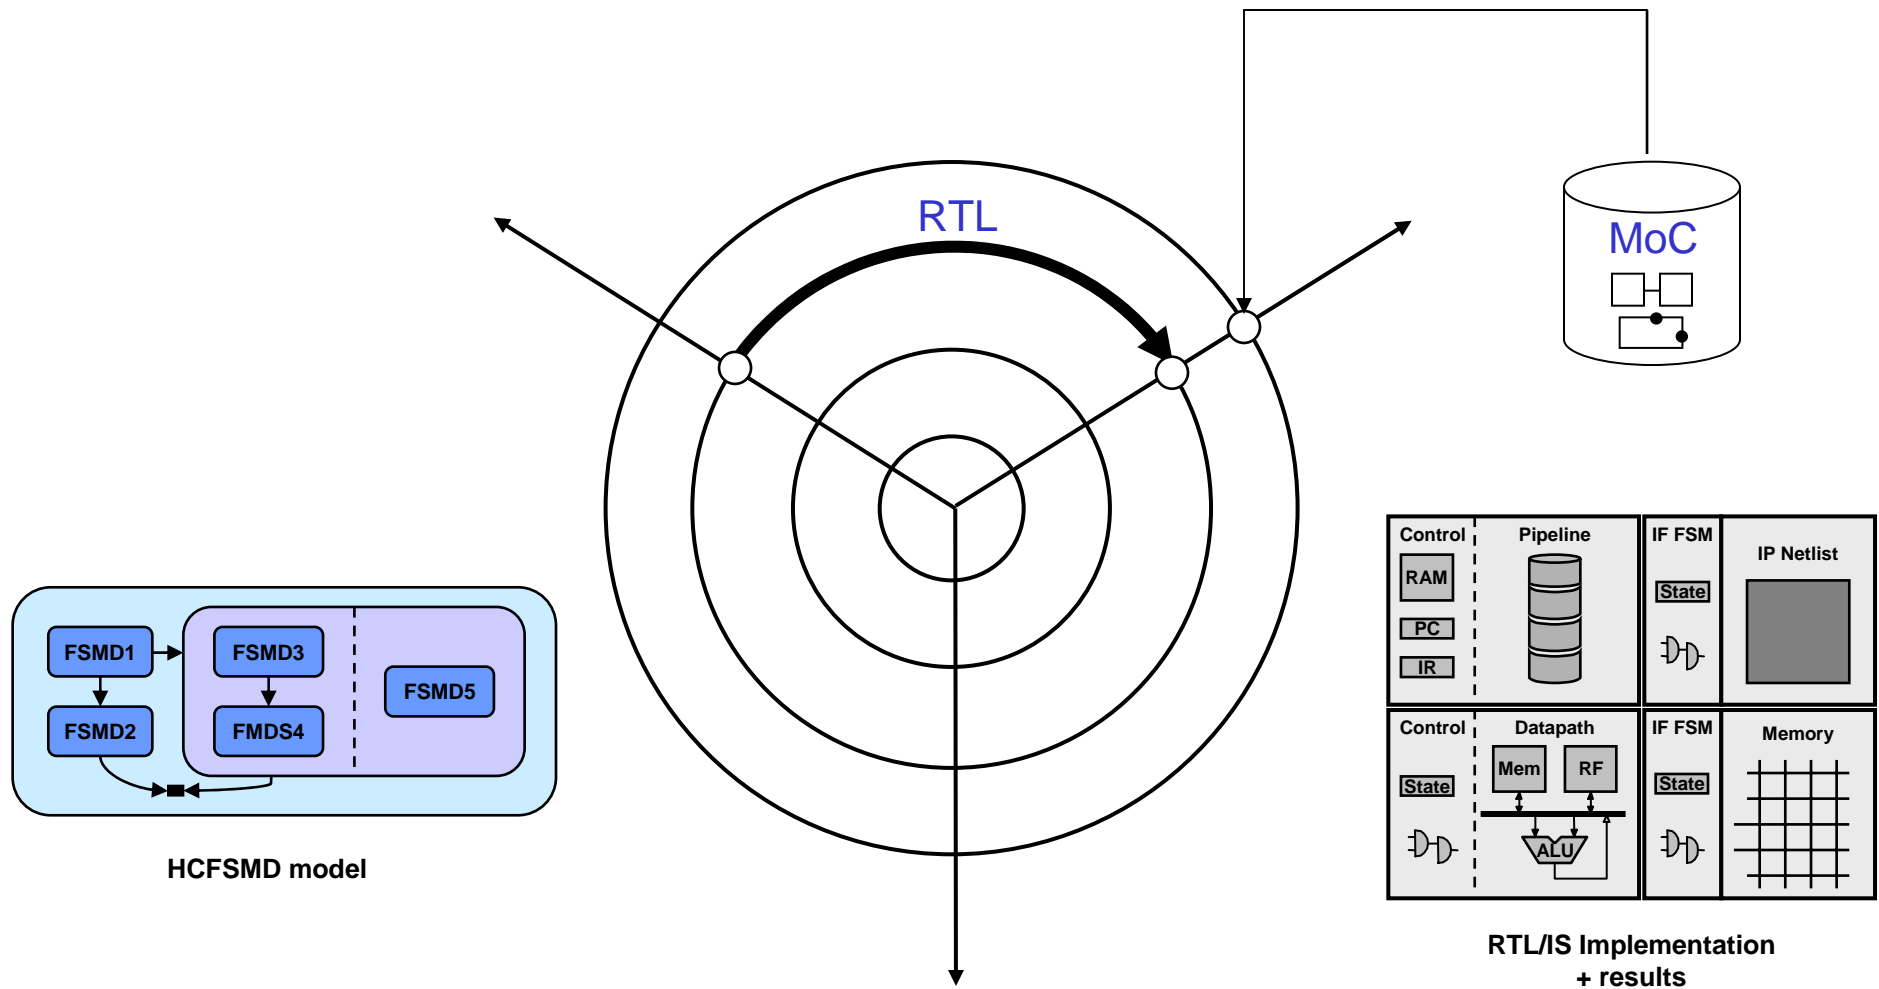 RTL
MoC
FSMD1
FSMD3
FSMD5
FSMD2
FMDS4
HCFSMD model
Control
Pipeline
IF FSM
IP Netlist
RAM
State
PC
IR
Control
Datapath
IF FSM
Memory
Mem
RF
State
State
ALU
RTL/IS Implementation
+ results